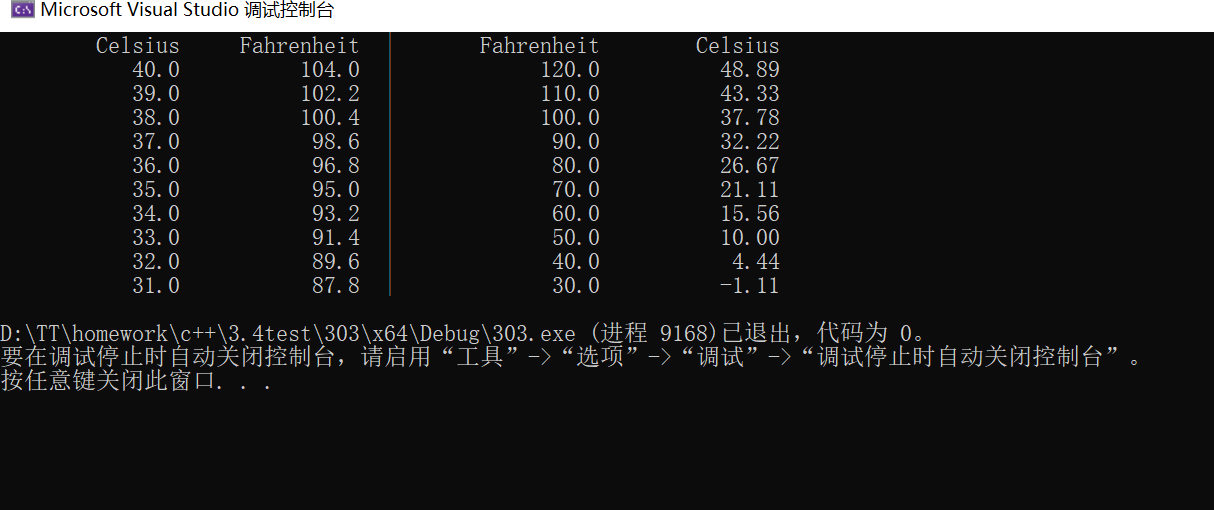 Microsoft Visual Studio 调试控制台
Celsius Fahrenheit | Fahrenheit Celsius
40.0 104.0 | 120.0 48.89
39.0 102.2 | 110.0 43.33
38.0 100.4 | 100.0 37.78
37.0 98.6 | 90.0 32.22
36.0 96.8 | 80.0 26.67
35.0 95.0 | 70.0 21.11
34.0 93.2 | 60.0 15.56
33.0 91.4 | 50.0 10.00
32.0 89.6 | 40.0 4.44
31.0 87.8 | 30.0 -1.11
D:\TT\homework\c++\3.4test\303\x64\Debug\303.exe (进程 9168)已退出，代码为 0。
要在调试停止时自动关闭控制台，请启用“工具”->“选项”->“调试”->“调试停止时自动关闭控制台”。
按任意键关闭此窗口. . .